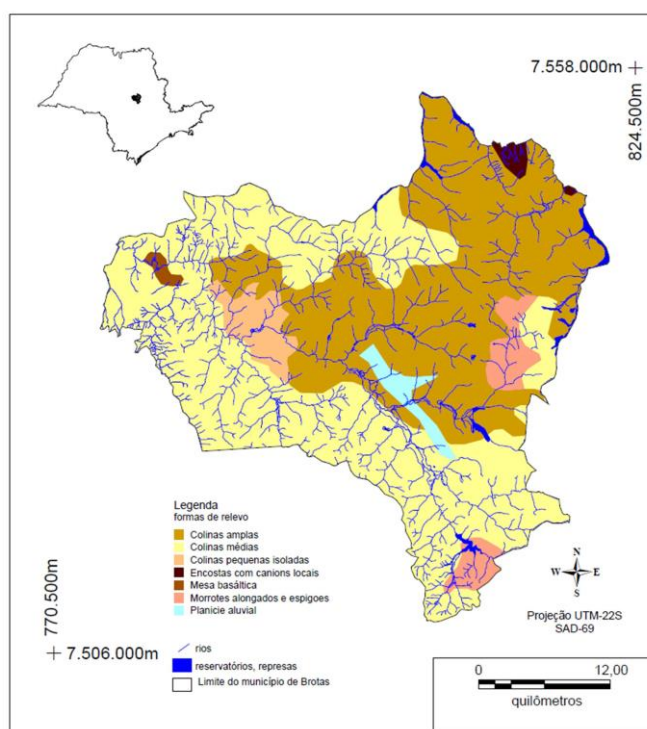 7.558.000m
824.500m
Legenda
formas de relevo
Colinas amplas
Colinas médias
Colinas pequenas isoladas
Encostas com canions locais
Mesa basáltica
Morrotes alongados e espigoes
Planicie aluvial
rios
reservatórios, represas
Limite do município de Brotas
770.500m
7.506.000m
N
W E
S
Projeção UTM-22S
SAD-69
0 12,00
quilômetros